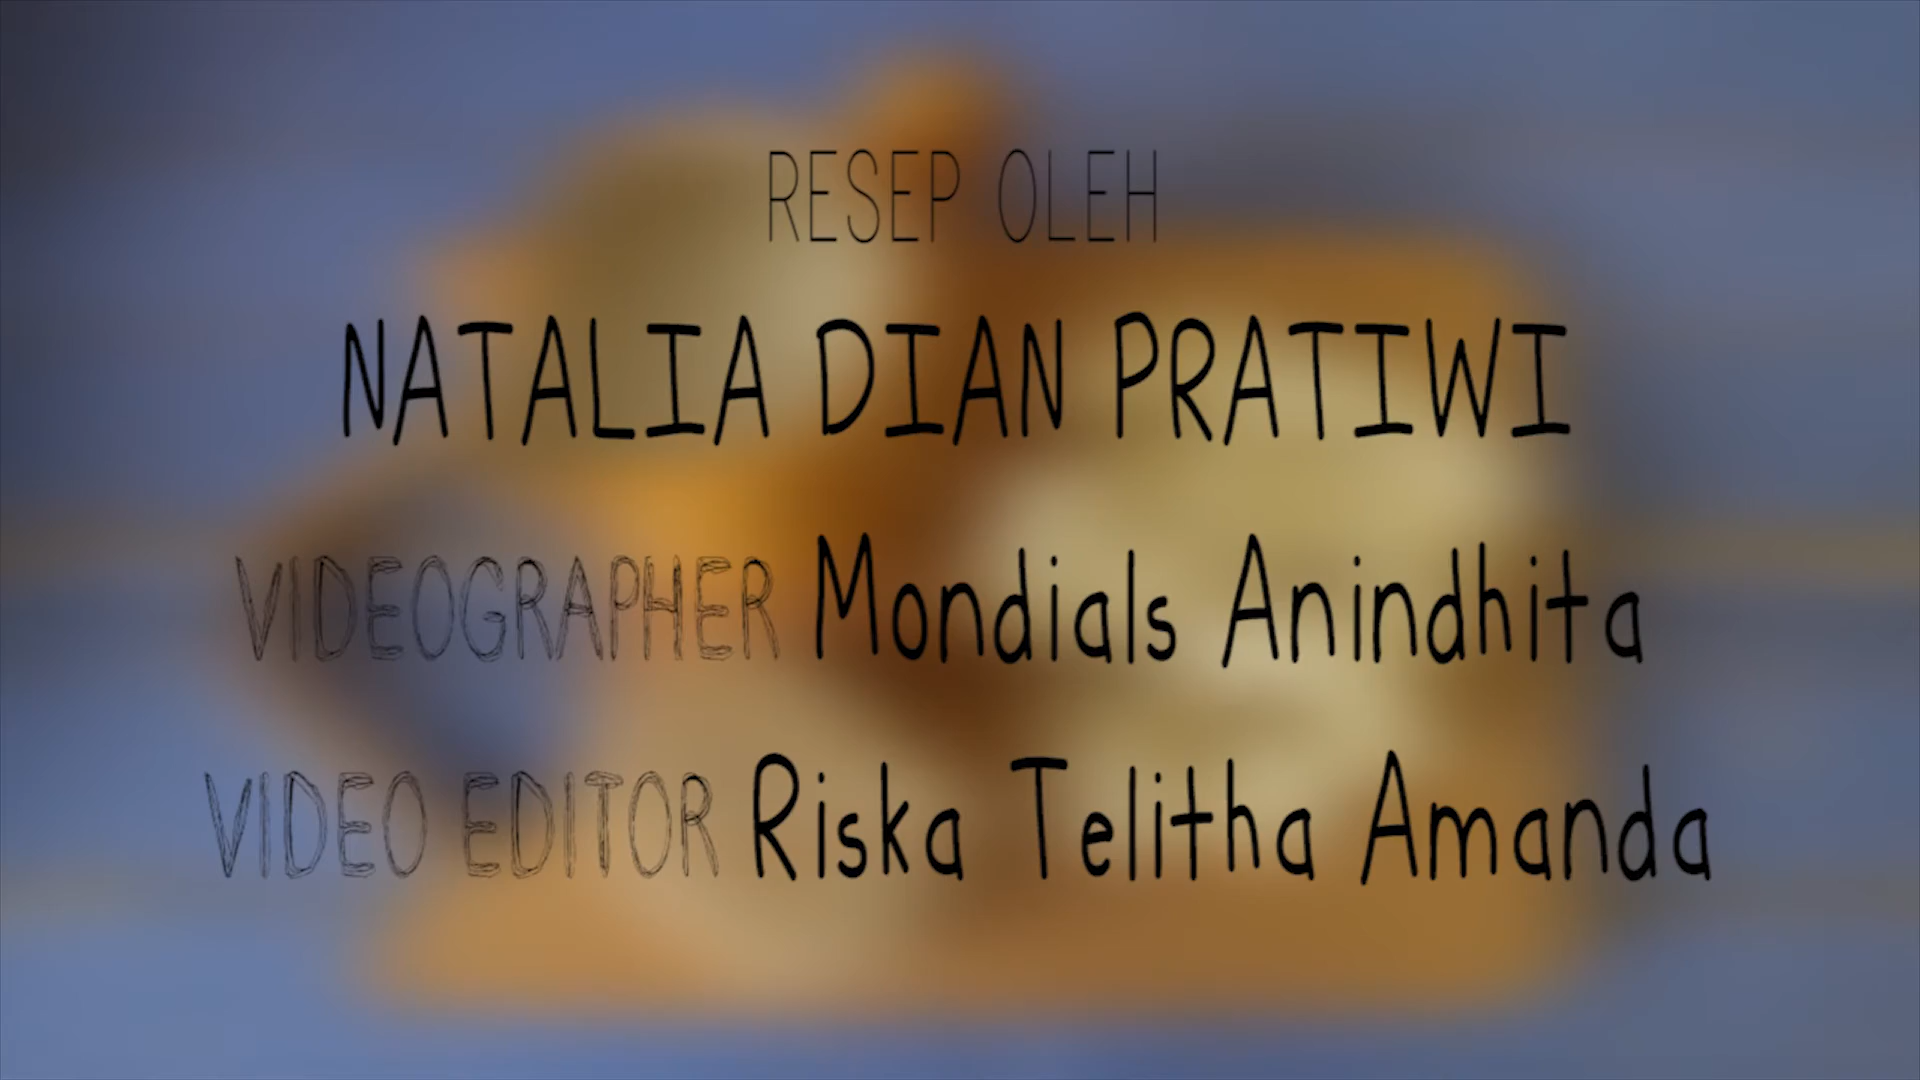 RESEP OLEH
NATALIA DIAN PRATIWI
VIDEOGRAPHER Mondials Anindhita
VIDEO EDITOR Riska Telitha Amanda